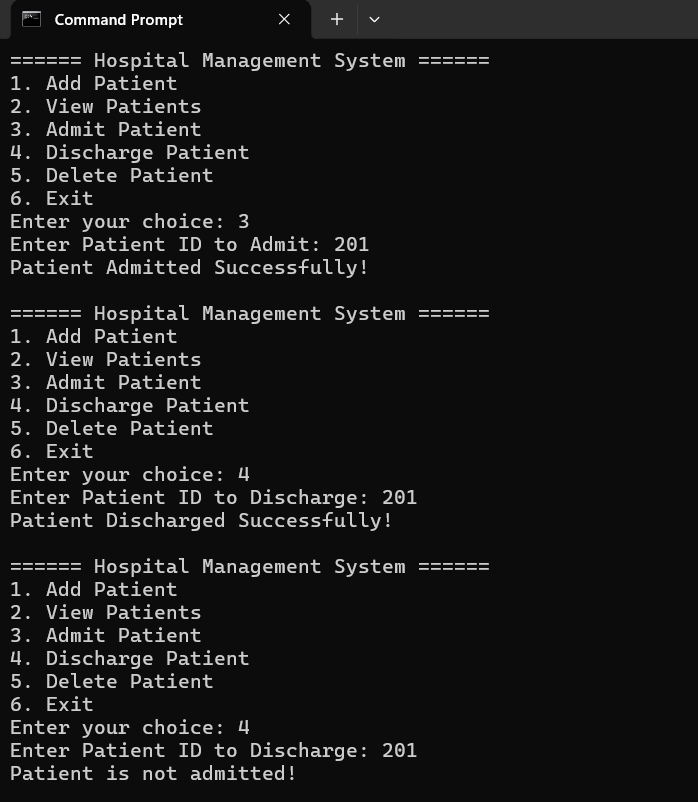 Command Prompt
====== Hospital Management System ======
1. Add Patient
2. View Patients
3. Admit Patient
4. Discharge Patient
5. Delete Patient
6. Exit
Enter your choice: 3
Enter Patient ID to Admit: 201
Patient Admitted Successfully!

====== Hospital Management System ======
1. Add Patient
2. View Patients
3. Admit Patient
4. Discharge Patient
5. Delete Patient
6. Exit
Enter your choice: 4
Enter Patient ID to Discharge: 201
Patient Discharged Successfully!

====== Hospital Management System ======
1. Add Patient
2. View Patients
3. Admit Patient
4. Discharge Patient
5. Delete Patient
6. Exit
Enter your choice: 4
Enter Patient ID to Discharge: 201
Patient is not admitted!